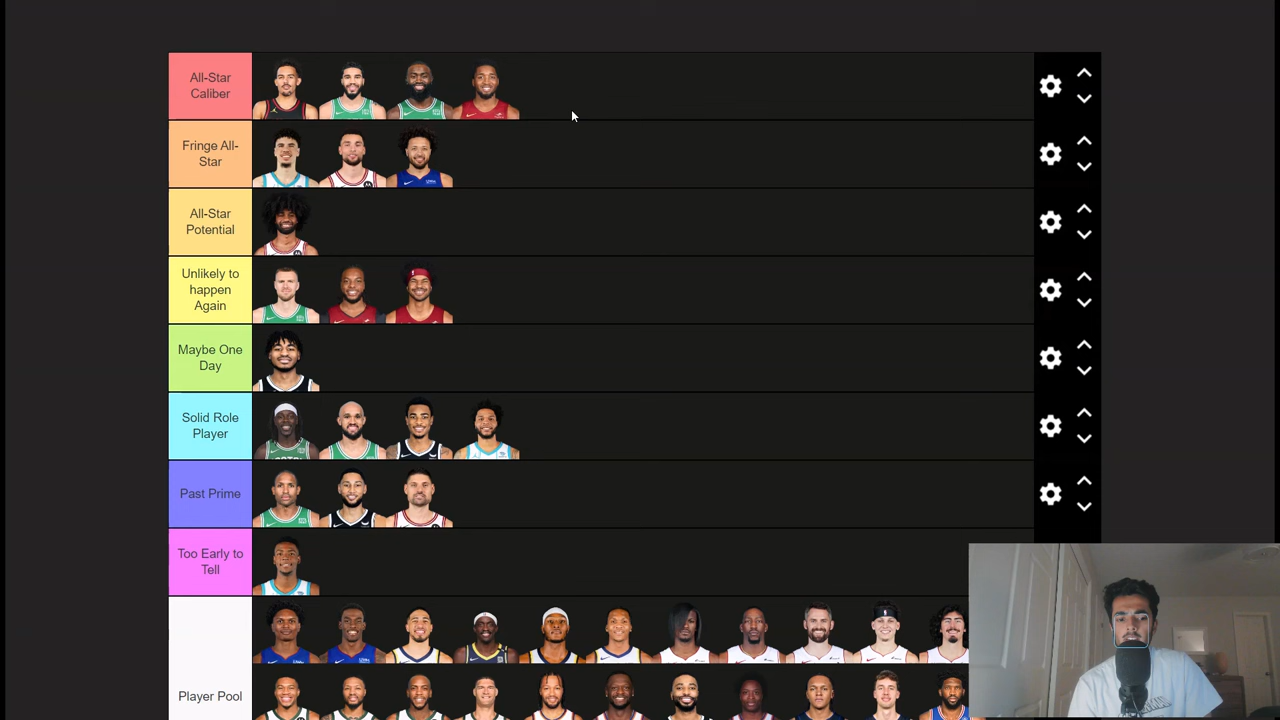 All-Star
Caliber
Fringe All-
Star
All-Star
Potential
Unlikely to
happen
Again
Maybe One
Day
Solid Role
Player
Past Prime
Too Early to
Tell
Player Pool